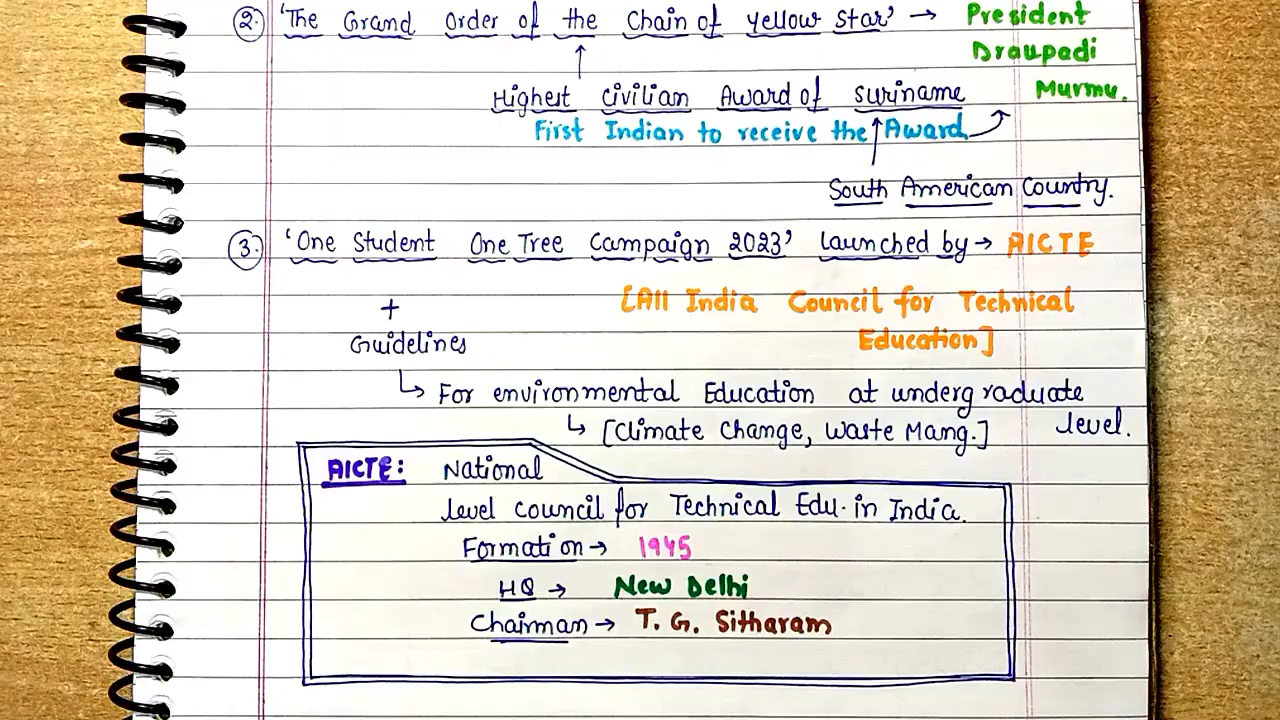 2. 'The Grand Order of the Chain of yellow Star' → President
Draupadi
Murmu.
Highest Civilian Award of Suriname
First Indian to receive the Award
South American Country.
3. 'One Student One Tree Campaign 2023' launched by → AICTE
+
[All India Council for Technical
Education]
Guidelines
↳ For environmental Education at undergraduate
level.
↳ [Climate Change, Waste Mang.]
AICTE: National
level council for Technical Edu. in India.
Formation → 1945
HQ → New Delhi
Chairman → T. G. Sitharam